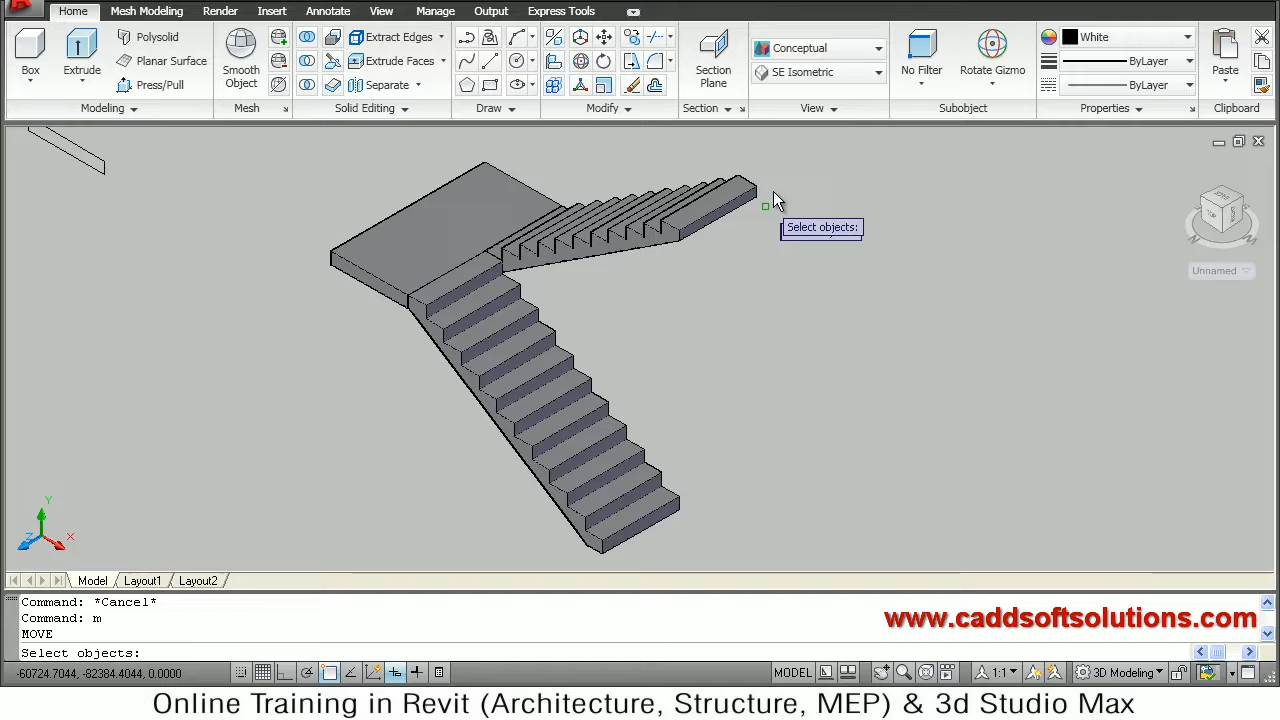 Home Mesh Modeling Render Insert Annotate View Manage Output Express Tools
Box
Extrude
Polysolid
Planar Surface
Press/Pull
Modeling
Smooth
Object
Mesh
Extract Edges
Extrude Faces
Separate
Solid Editing
Draw
Modify
Section
Plane
Section
Conceptual
SE Isometric
View
No Filter
Rotate Gizmo
Subobject
White
ByLayer
ByLayer
Properties
Paste
Clipboard
TOP
Unnamed
Select objects:
Y
Z
X
Model Layout1 Layout2
Command: *Cancel*
Command: m
MOVE
Select objects:
www.caddsoftsolutions.com
-60724.7044, -82384.4044, 0.0000
MODEL
1:1
3D Modeling
Online Training in Revit (Architecture, Structure, MEP) & 3d Studio Max